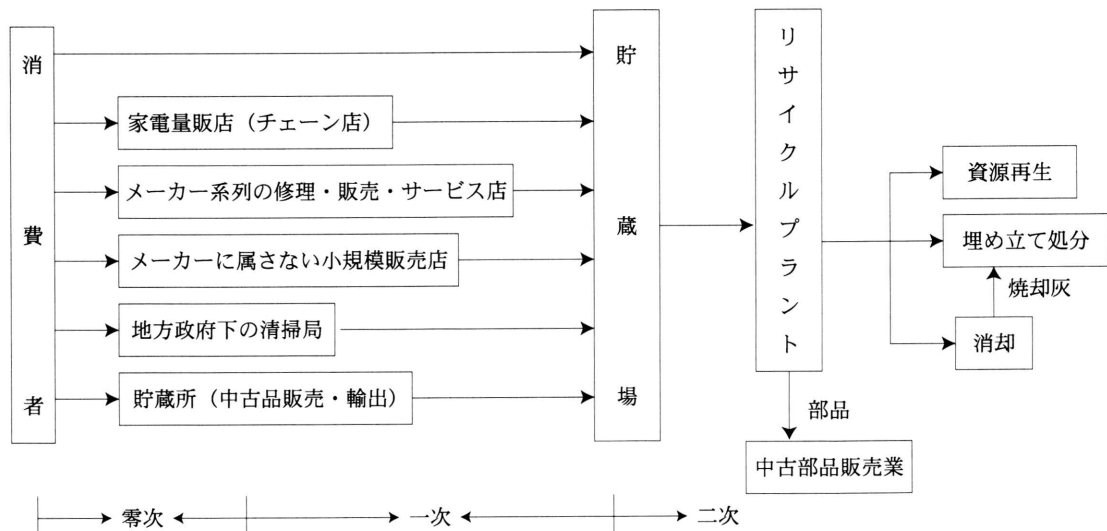 消費者
家電量販店（チェーン店）
メーカー系列の修理・販売・サービス店
メーカーに属さない小規模販売店
地方政府下の清掃局
貯蔵所（中古品販売・輸出）
貯蔵場
リサイクルプラント
資源再生
埋め立て処分
焼却灰
消却
部品
中古部品販売業
零次
一次
二次